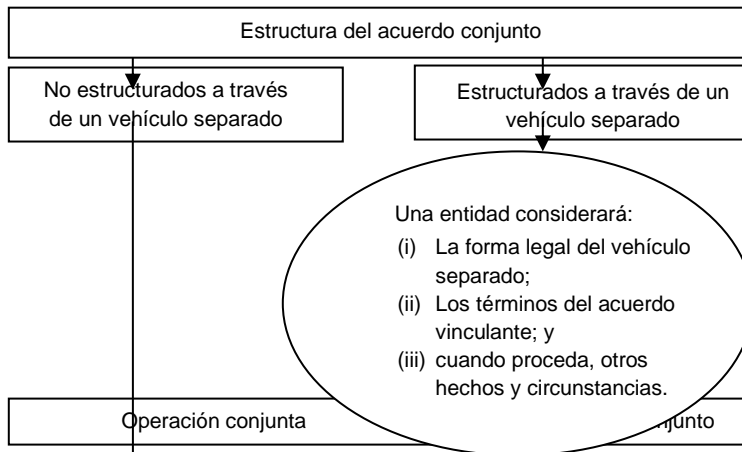 Estructura del acuerdo conjunto
No estructurados a través
de un vehículo separado
Estructurados a través de un
vehículo separado
Una entidad considerará:
(i) La forma legal del vehículo
separado;
(ii) Los términos del acuerdo
vinculante; y
(iii) cuando proceda, otros
hechos y circunstancias.
Operación conjunta